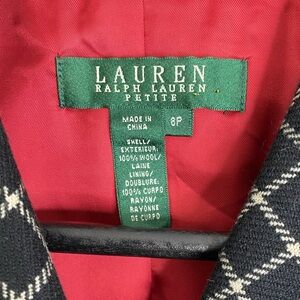 LAUREN
RALPH LAUREN
PETITE
MADE IN
CHINA
8P
SHELL/
EXTERIEUR:
100% WOOL/
LAINE
LINING/
DOUBLURE:
100% CUPRO
RAYON/
RAYONNE
DE CUPRO